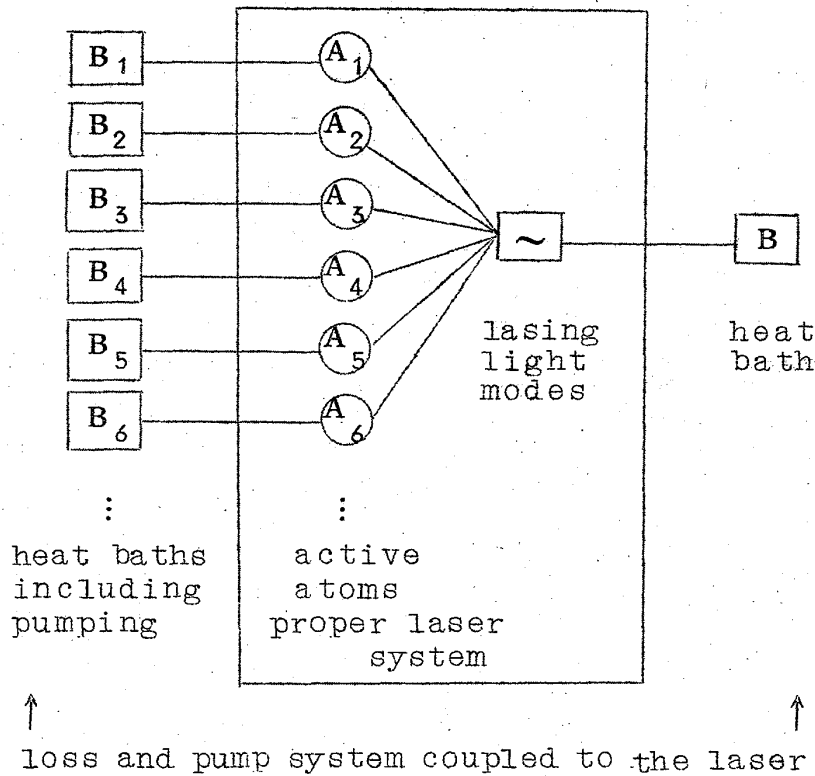 B1 A1
B2 A2
B3 A3
B4 A4
B5 A5
B6 A6
~ B
lasing
light
modes
heat
bath
⋮ ⋮
heat baths
including
pumping
active
atoms
proper laser
system
↑ ↑
loss and pump system coupled to the laser